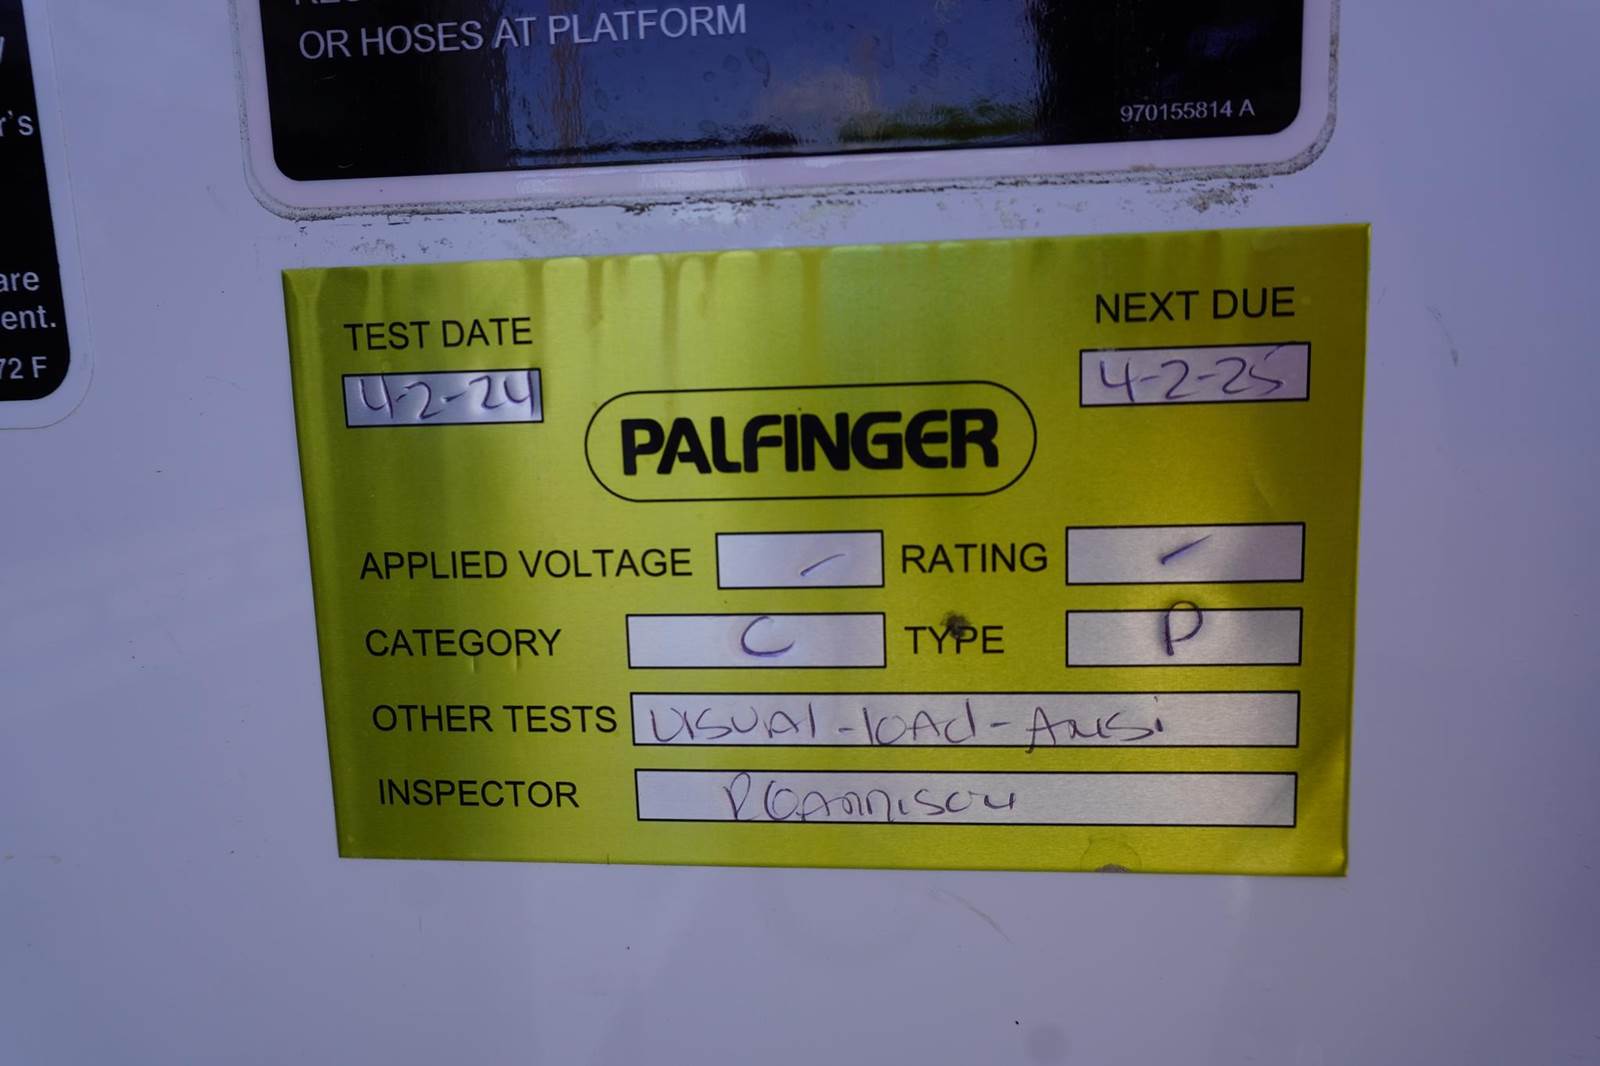 OR HOSES AT PLATFORM
970155814 A
r's
are
ent.
72 F
TEST DATE
4-2-24
NEXT DUE
4-2-25
PALFINGER
APPLIED VOLTAGE - RATING -
CATEGORY C TYPE P
OTHER TESTS VISUAL-LOAD-ANSi
INSPECTOR